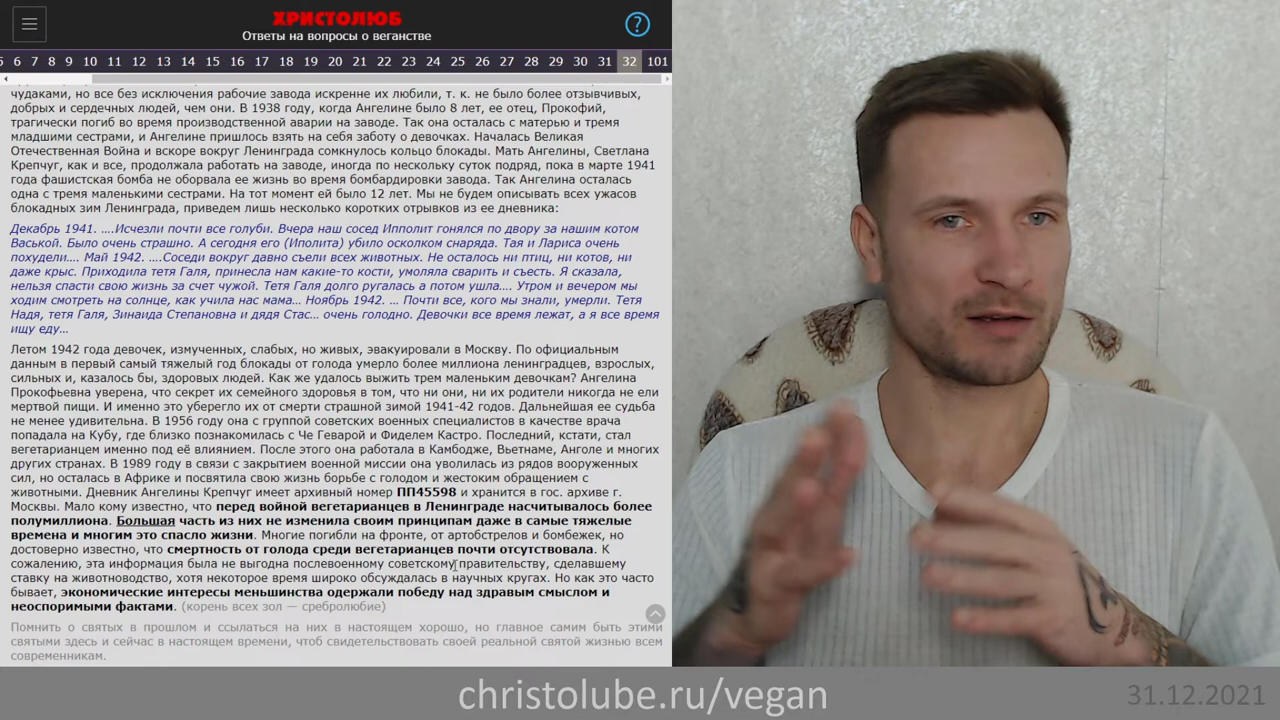 ХРИСТОЛЮБ
Ответы на вопросы о веганстве
?
5 6 7 8 9 10 11 12 13 14 15 16 17 18 19 20 21 22 23 24 25 26 27 28 29 30 31 32 101
чудаками, но все без исключения рабочие завода искренне их любили, т. к. не было более отзывчивых,
добрых и сердечных людей, чем они. В 1938 году, когда Ангелине было 8 лет, ее отец, Прокофий,
трагически погиб во время производственной аварии на заводе. Так она осталась с матерью и тремя
младшими сестрами, и Ангелине пришлось взять на себя заботу о девочках. Началась Великая
Отечественная Война и вскоре вокруг Ленинграда сомкнулось кольцо блокады. Мать Ангелины, Светлана
Крепчуг, как и все, продолжала работать на заводе, иногда по нескольку суток подряд, пока в марте 1941
года фашистская бомба не оборвала ее жизнь во время бомбардировки завода. Так Ангелина осталась
одна с тремя маленькими сестрами. На тот момент ей было 12 лет. Мы не будем описывать всех ужасов
блокадных зим Ленинграда, приведем лишь несколько коротких отрывков из ее дневника:
Декабрь 1941. ….Исчезли почти все голуби. Вчера наш сосед Ипполит гонялся по двору за нашим котом
Васькой. Было очень страшно. А сегодня его (Иполита) убило осколком снаряда. Тая и Лариса очень
похудели…. Май 1942. ….Соседи вокруг давно съели всех животных. Не осталось ни птиц, ни котов, ни
даже крыс. Приходила тетя Галя, принесла нам какие-то кости, умоляла сварить и съесть. Я сказала,
нельзя спасти свою жизнь за счет чужой. Тетя Галя долго ругалась а потом ушла…. Утром и вечером мы
ходим смотреть на солнце, как учила нас мама… Ноябрь 1942. … Почти все, кого мы знали, умерли. Тетя
Надя, тетя Галя, Зинаида Степановна и дядя Стас… очень голодно. Девочки все время лежат, а я все время
ищу еду…
Летом 1942 года девочек, измученных, слабых, но живых, эвакуировали в Москву. По официальным
данным в первый самый тяжелый год блокады от голода умерло более миллиона ленинградцев, взрослых,
сильных и, казалось бы, здоровых людей. Как же удалось выжить трем маленьким девочкам? Ангелина
Прокофьевна уверена, что секрет их семейного здоровья в том, что ни они, ни их родители никогда не ели
мертвой пищи. И именно это уберегло их от смерти страшной зимой 1941-42 годов. Дальнейшая ее судьба
не менее удивительна. В 1956 году она с группой советских военных специалистов в качестве врача
попадала на Кубу, где близко познакомилась с Че Геварой и Фиделем Кастро. Последний, кстати, стал
вегетарианцем именно под её влиянием. После этого она работала в Камбодже, Вьетнаме, Анголе и многих
других странах. В 1989 году в связи с закрытием военной миссии она уволилась из рядов вооруженных
сил, но осталась в Африке и посвятила свою жизнь борьбе с голодом и жестоким обращением с
животными. Дневник Ангелины Крепчуг имеет архивный номер ПП45598 и хранится в гос. архиве г.
Москвы. Мало кому известно, что перед войной вегетарианцев в Ленинграде насчитывалось более
полумиллиона. Большая часть из них не изменила своим принципам даже в самые тяжелые
времена и многим это спасло жизни. Многие погибли на фронте, от артобстрелов и бомбежек, но
достоверно известно, что смертность от голода среди вегетарианцев почти отсутствовала. К
сожалению, эта информация была не выгодна послевоенному советскому правительству, сделавшему
ставку на животноводство, хотя некоторое время широко обсуждалась в научных кругах. Но как это часто
бывает, экономические интересы меньшинства одержали победу над здравым смыслом и
неоспоримыми фактами. (корень всех зол — сребролюбие)
Помнить о святых в прошлом и ссылаться на них в настоящем хорошо, но главное самим быть этими
святыми здесь и сейчас в настоящем времени, чтоб свидетельствовать своей реальной святой жизнью всем
современникам.
christolube.ru/vegan
31.12.2021